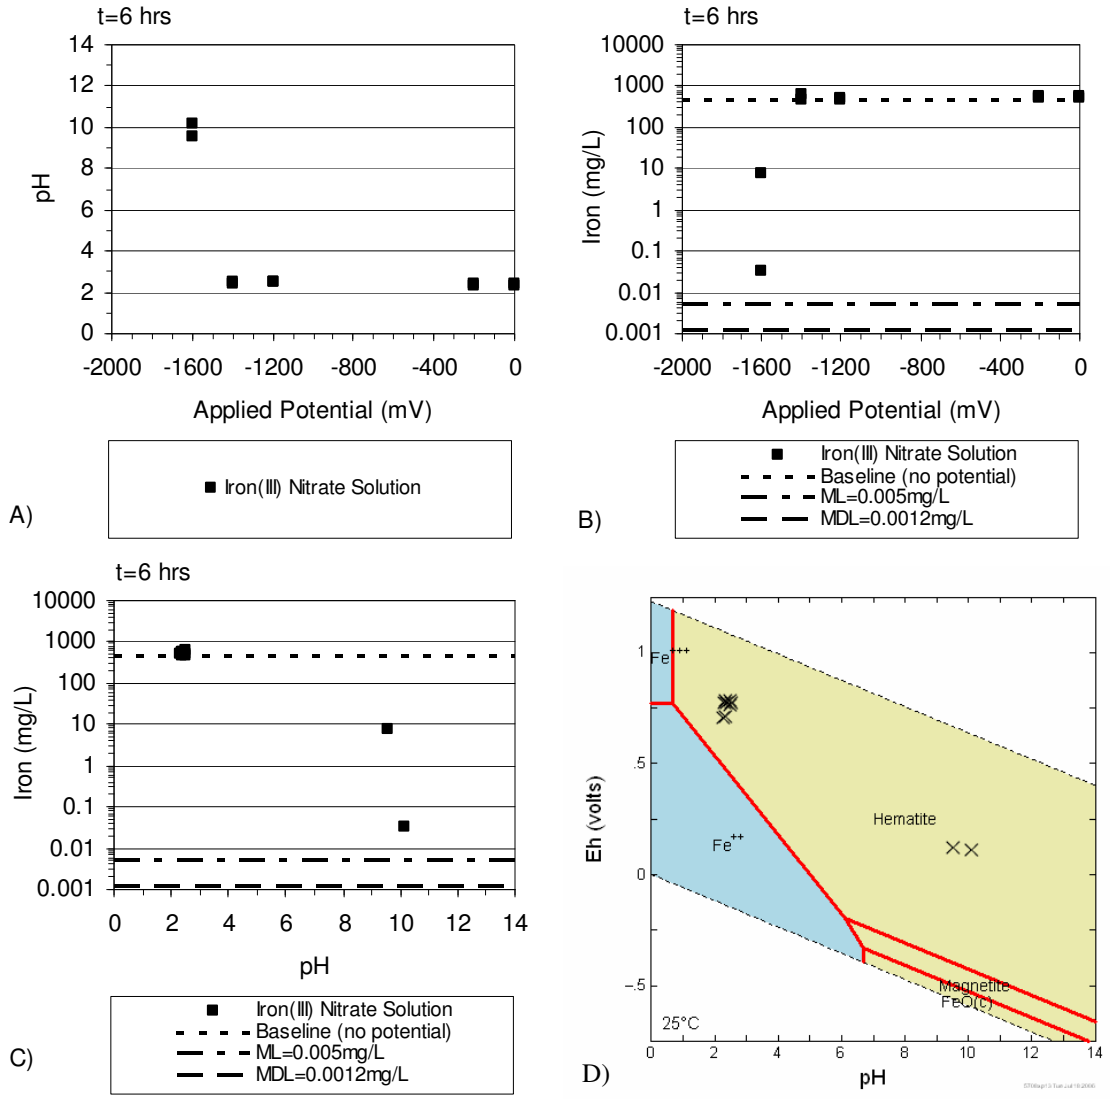 t=6 hrs
14
12
10
8
6
4
2
0
pH
-2000 -1600 -1200 -800 -400 0
Applied Potential (mV)
Iron(III) Nitrate Solution
A)
t=6 hrs
10000
1000
100
10
1
0.1
0.01
0.001
Iron (mg/L)
-2000 -1600 -1200 -800 -400 0
Applied Potential (mV)
Iron(III) Nitrate Solution
Baseline (no potential)
ML=0.005mg/L
MDL=0.0012mg/L
B)
t=6 hrs
10000
1000
100
10
1
0.1
0.01
0.001
Iron (mg/L)
0 2 4 6 8 10 12 14
pH
Iron(III) Nitrate Solution
Baseline (no potential)
ML=0.005mg/L
MDL=0.0012mg/L
C)
1
.5
0
–.5
Eh (volts)
Fe+++
Fe++
Hematite
Magnetite
FeO(c)
25°C
0 2 4 6 8 10 12 14
pH
D)